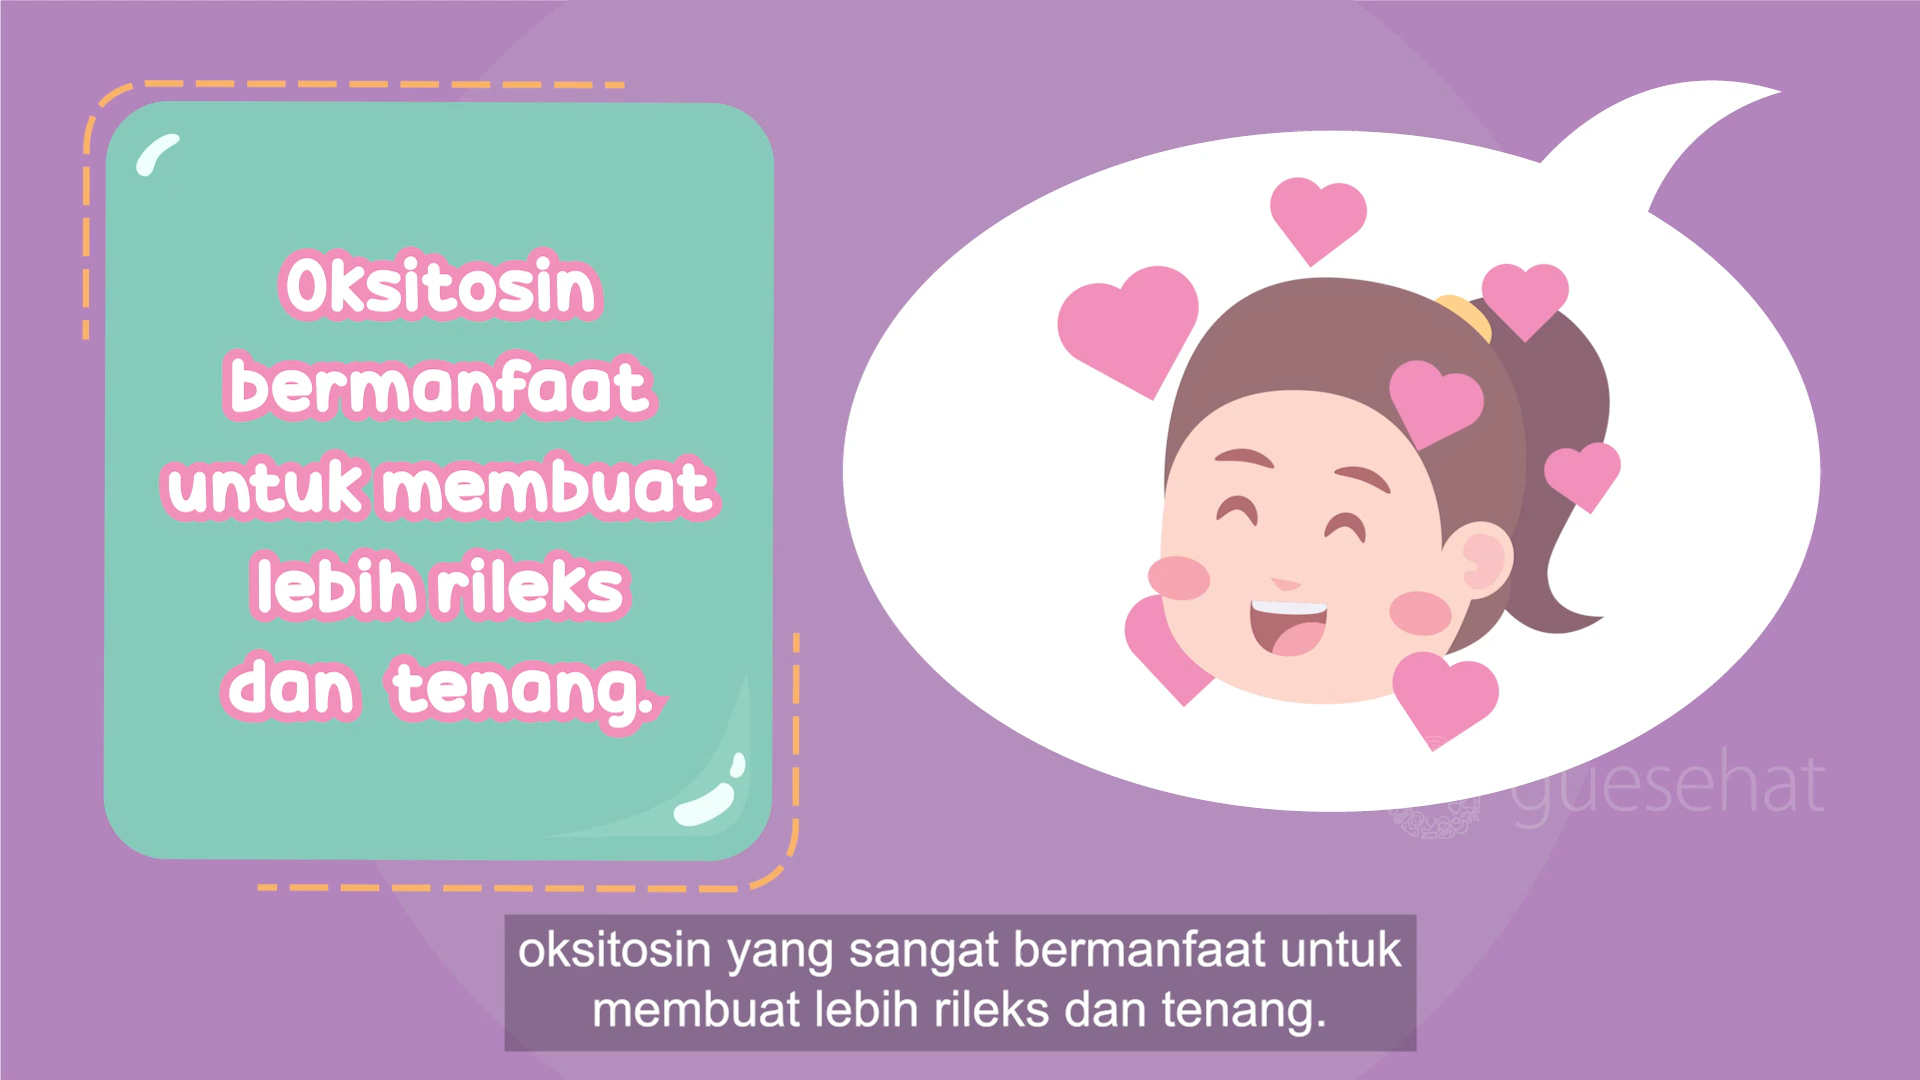 Oksitosin
bermanfaat
untuk membuat
lebih rileks
dan tenang.
guesehat
oksitosin yang sangat bermanfaat untuk
membuat lebih rileks dan tenang.